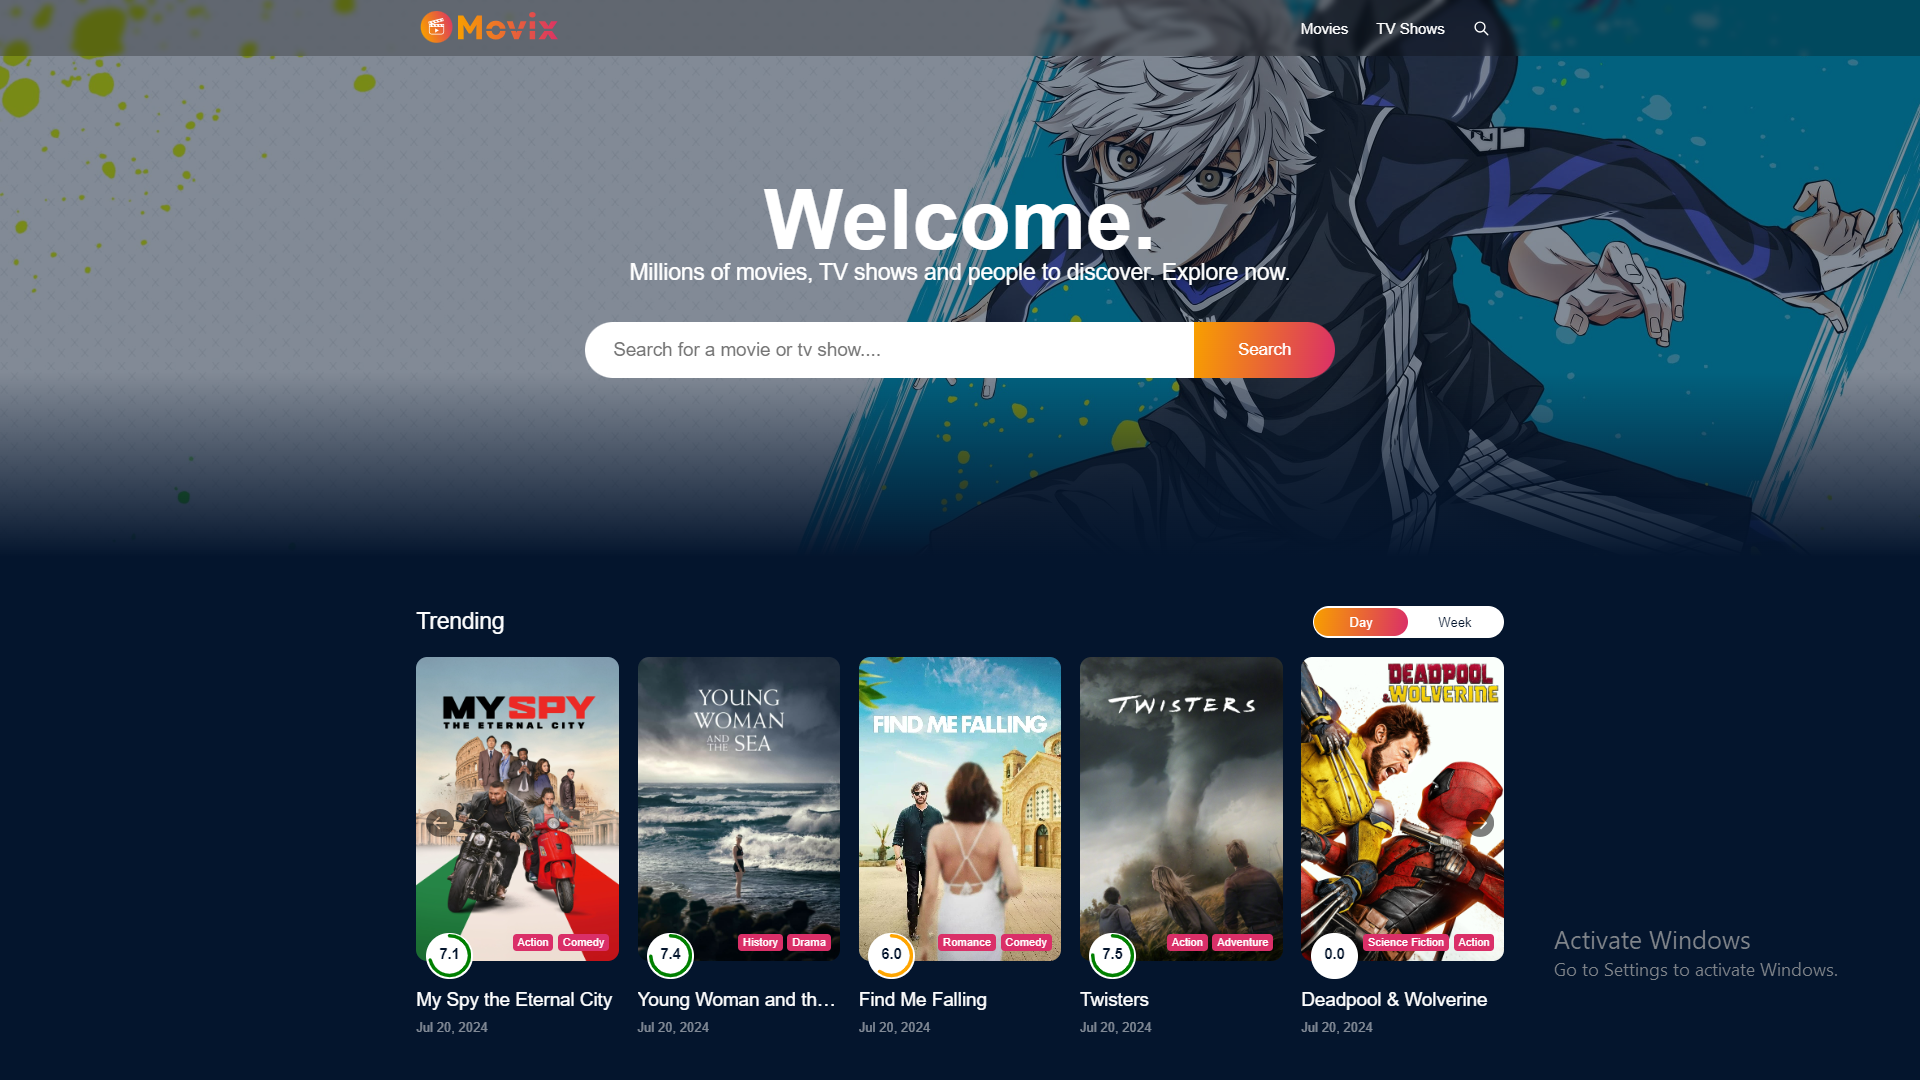 Movix
Movies
TV Shows
Welcome.
Millions of movies, TV shows and people to discover. Explore now.
Search for a movie or tv show....
Search
Trending
Day
Week
MY SPY
THE ETERNAL CITY
Action
Comedy
7.1
My Spy the Eternal City
Jul 20, 2024
YOUNG
WOMAN
AND THE SEA
History
Drama
7.4
Young Woman and th...
Jul 20, 2024
FIND ME FALLING
Romance
Comedy
6.0
Find Me Falling
Jul 20, 2024
TWISTERS
Action
Adventure
7.5
Twisters
Jul 20, 2024
DEADPOOL
& WOLVERINE
Science Fiction
Action
0.0
Deadpool & Wolverine
Jul 20, 2024
Activate Windows
Go to Settings to activate Windows.